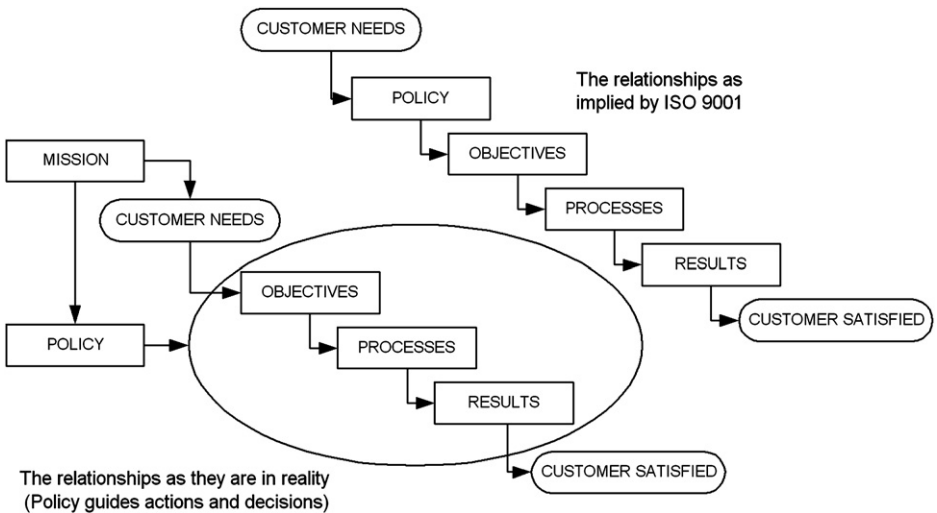 CUSTOMER NEEDS
POLICY
The relationships as
implied by ISO 9001
OBJECTIVES
PROCESSES
RESULTS
CUSTOMER SATISFIED
MISSION
CUSTOMER NEEDS
OBJECTIVES
POLICY
PROCESSES
RESULTS
CUSTOMER SATISFIED
The relationships as they are in reality
(Policy guides actions and decisions)